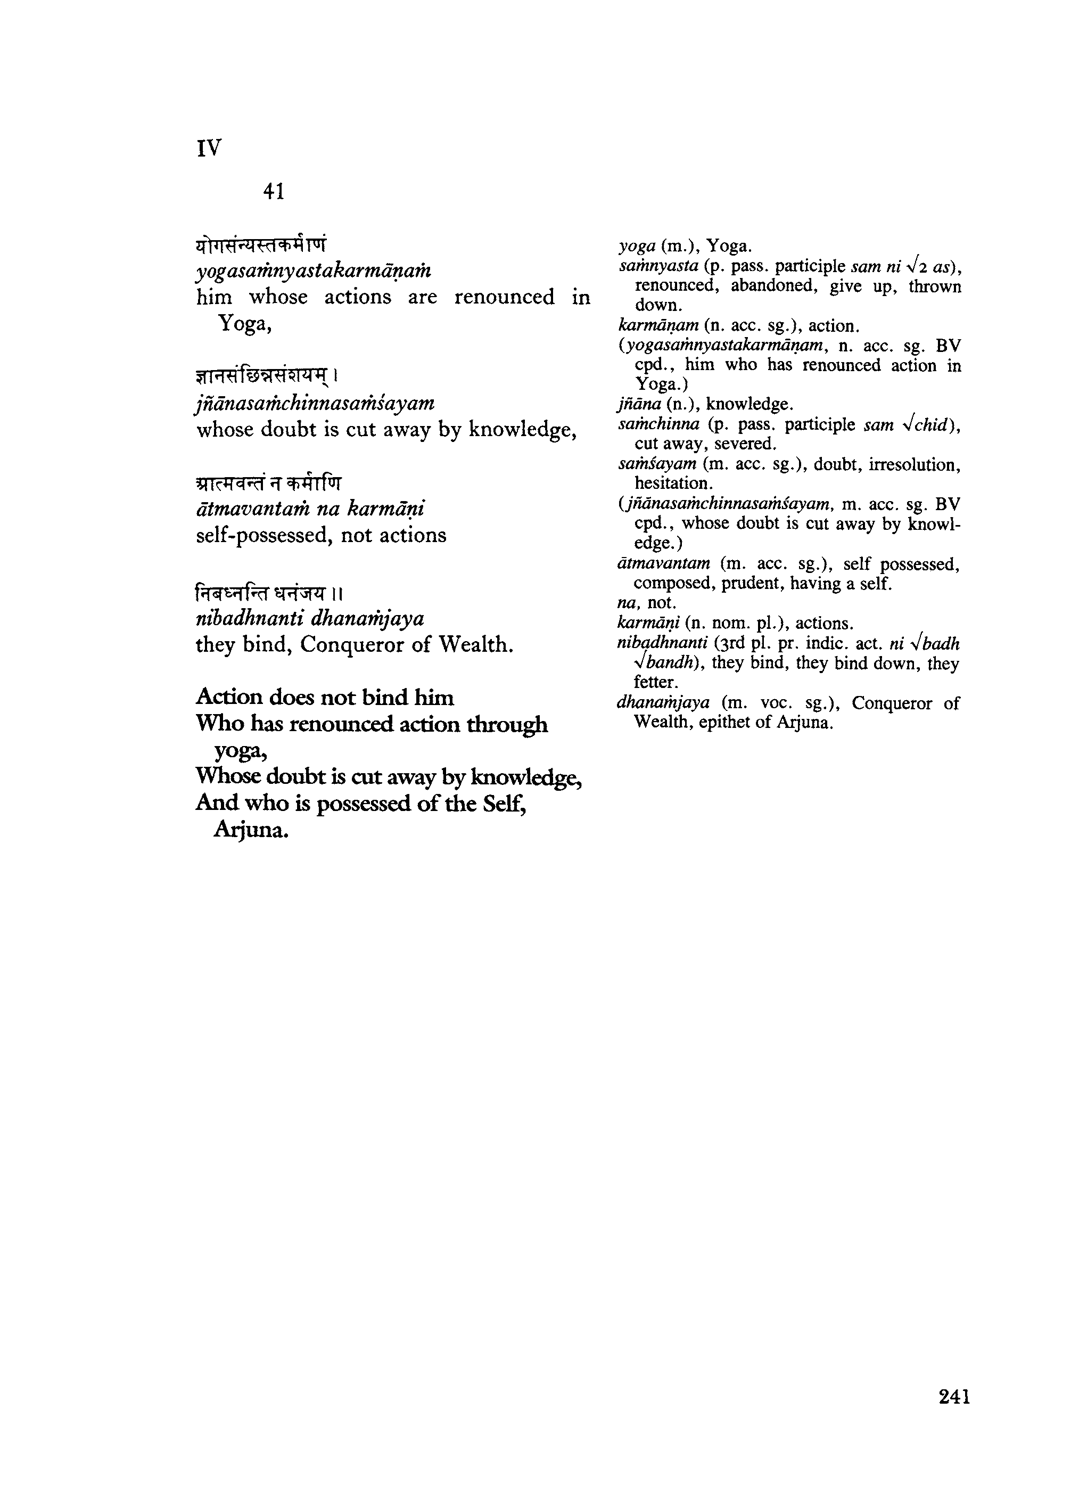 IV
41
योगसंन्यस्तकर्माणं
yogasaṁnyastakarmāṇaṁ
him whose actions are renounced in
Yoga,
ज्ञानसंछिन्नसंशयम् ।
jñānasaṁchinnasaṁśayam
whose doubt is cut away by knowledge,
आत्मवन्तं न कर्माणि
ātmavantaṁ na karmāṇi
self-possessed, not actions
निबध्नन्ति धनंजय ।।
nibadhnanti dhanaṁjaya
they bind, Conqueror of Wealth.
Action does not bind him
Who has renounced action through
yoga,
Whose doubt is cut away by knowledge,
And who is possessed of the Self,
Arjuna.
yoga (m.), Yoga.
saṁnyasta (p. pass. participle sam ni √2 as),
renounced, abandoned, give up, thrown
down.
karmāṇam (n. acc. sg.), action.
(yogasaṁnyastakarmāṇam, n. acc. sg. BV
cpd., him who has renounced action in
Yoga.)
jñāna (n.), knowledge.
saṁchinna (p. pass. participle sam √chid),
cut away, severed.
saṁśayam (m. acc. sg.), doubt, irresolution,
hesitation.
(jñānasaṁchinnasaṁśayam, m. acc. sg. BV
cpd., whose doubt is cut away by knowl-
edge.)
ātmavantam (m. acc. sg.), self possessed,
composed, prudent, having a self.
na, not.
karmāṇi (n. nom. pl.), actions.
nibadhnanti (3rd pl. pr. indic. act. ni √badh
√bandh), they bind, they bind down, they
fetter.
dhanaṁjaya (m. voc. sg.), Conqueror of
Wealth, epithet of Arjuna.
241